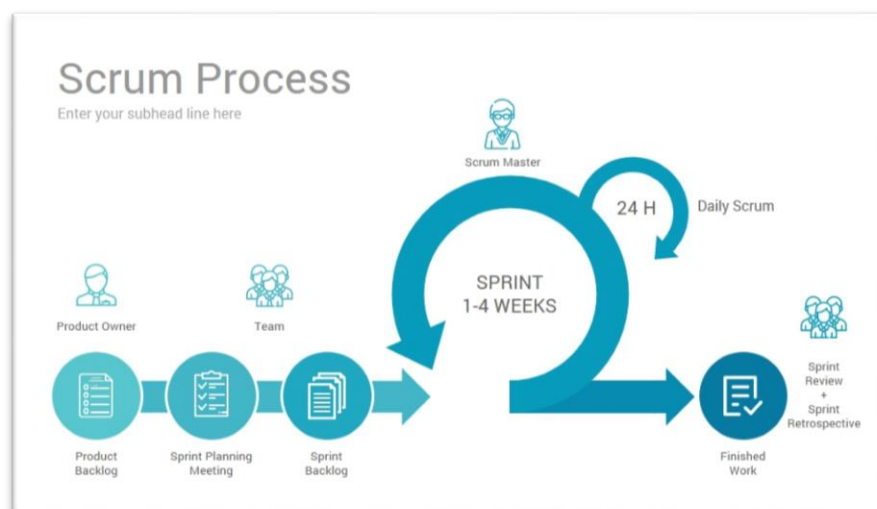 Scrum Process
Enter your subhead line here
Scrum Master
24 H
Daily Scrum
SPRINT
1-4 WEEKS
Product Owner
Team
Sprint
Review
+
Sprint
Retrospective
Product
Backlog
Sprint Planning
Meeting
Sprint
Backlog
Finished
Work